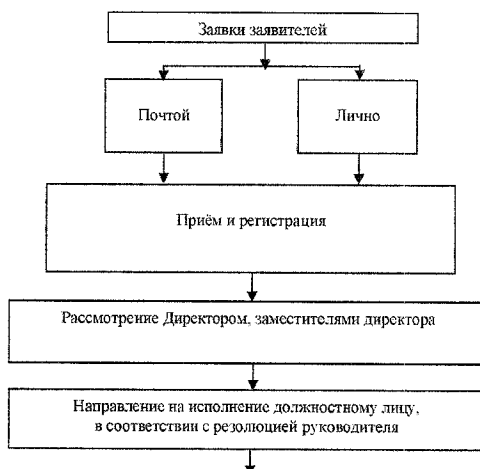 Заявки заявителей
Почтой
Лично
Приём и регистрация
Рассмотрение Директором, заместителями директора
Направление на исполнение должностному лицу,
в соответствии с резолюцией руководителя